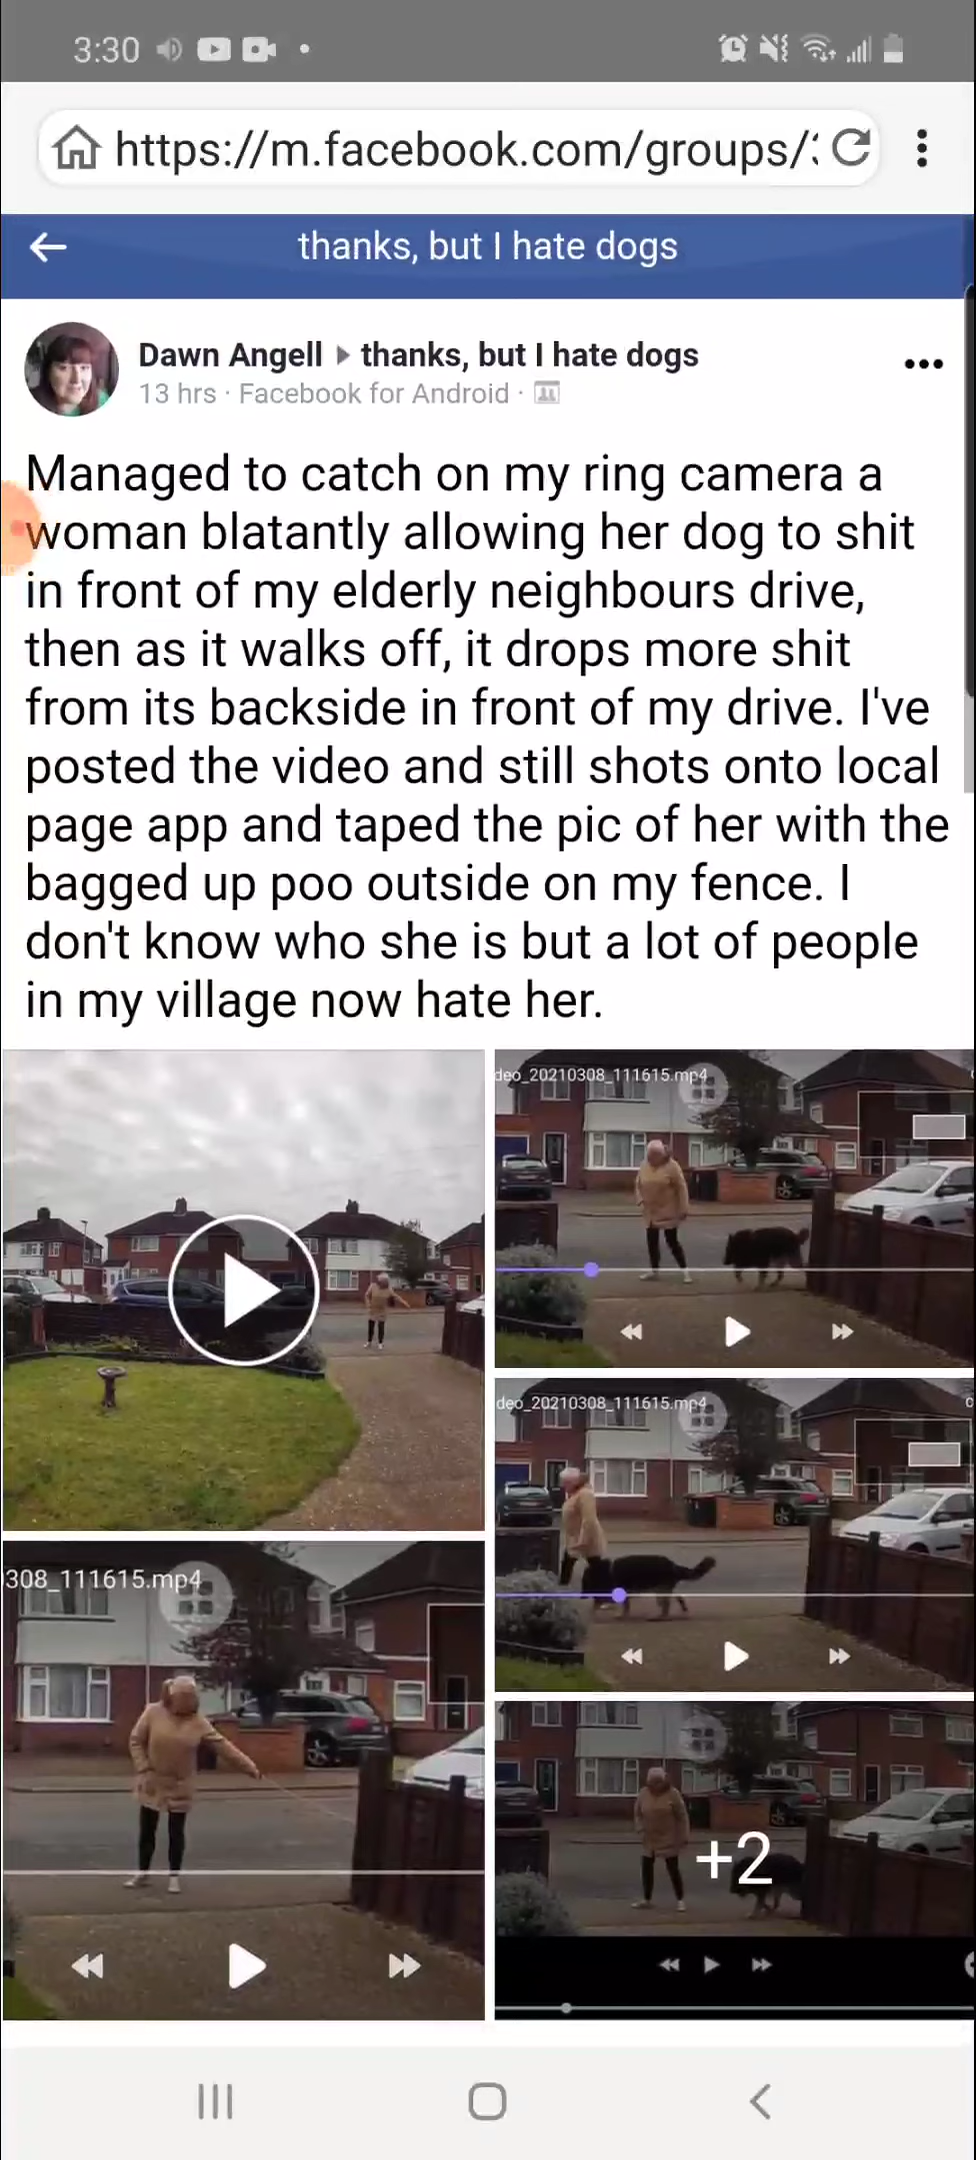 3:30
https://m.facebook.com/groups/
thanks, but I hate dogs
Dawn Angell ▸ thanks, but I hate dogs
13 hrs · Facebook for Android ·
Managed to catch on my ring camera a
woman blatantly allowing her dog to shit
in front of my elderly neighbours drive,
then as it walks off, it drops more shit
from its backside in front of my drive. I've
posted the video and still shots onto local
page app and taped the pic of her with the
bagged up poo outside on my fence. I
don't know who she is but a lot of people
in my village now hate her.
deo_20210308_111615.mp4
deo_20210308_111615.mp4
308_111615.mp4
+2